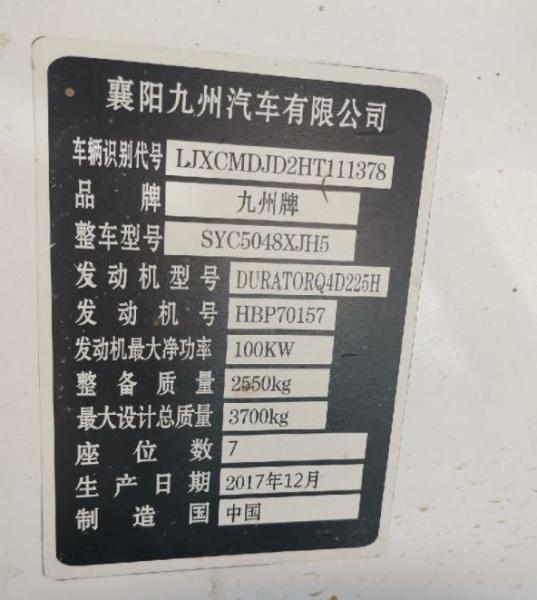 襄阳九州汽车有限公司
车辆识别代号 LJXCMDJD2HT111378
品牌 九州牌
整车型号 SYC5048XJH5
发动机型号 DURATORQ4D225H
发动机号 HBP70157
发动机最大净功率 100KW
整备质量 2550kg
最大设计总质量 3700kg
座位数 7
生产日期 2017年12月
制造国 中国